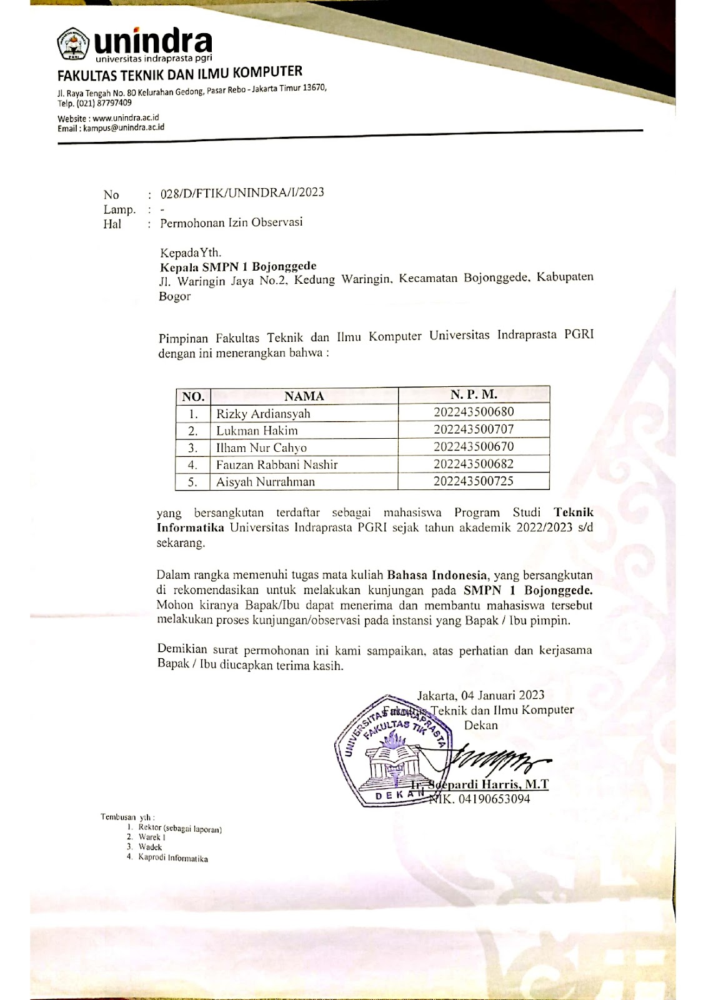 unindra
universitas indraprasta pgri
FAKULTAS TEKNIK DAN ILMU KOMPUTER
Jl. Raya Tengah No. 80 Kelurahan Gedong, Pasar Rebo - Jakarta Timur 13670,
Telp. (021) 87797409
Website : www.unindra.ac.id
Email : kampus@unindra.ac.id
No : 028/D/FTIK/UNINDRA/I/2023
Lamp. : -
Hal : Permohonan Izin Observasi
KepadaYth.
Kepala SMPN 1 Bojonggede
Jl. Waringin Jaya No.2, Kedung Waringin, Kecamatan Bojonggede, Kabupaten
Bogor
Pimpinan Fakultas Teknik dan Ilmu Komputer Universitas Indraprasta PGRI
dengan ini menerangkan bahwa :
NO. NAMA N. P. M.
1. Rizky Ardiansyah 202243500680
2. Lukman Hakim 202243500707
3. Ilham Nur Cahyo 202243500670
4. Fauzan Rabbani Nashir 202243500682
5. Aisyah Nurrahman 202243500725
yang bersangkutan terdaftar sebagai mahasiswa Program Studi Teknik
Informatika Universitas Indraprasta PGRI sejak tahun akademik 2022/2023 s/d
sekarang.
Dalam rangka memenuhi tugas mata kuliah Bahasa Indonesia, yang bersangkutan
di rekomendasikan untuk melakukan kunjungan pada SMPN 1 Bojonggede.
Mohon kiranya Bapak/Ibu dapat menerima dan membantu mahasiswa tersebut
melakukan proses kunjungan/observasi pada instansi yang Bapak / Ibu pimpin.
Demikian surat permohonan ini kami sampaikan, atas perhatian dan kerjasama
Bapak / Ibu diucapkan terima kasih.
Jakarta, 04 Januari 2023
Fakultas Teknik dan Ilmu Komputer
Dekan
UNIVERSITAS INDRAPRASTA
FAKULTAS TIK
DEKAN
Ir. Soepardi Harris, M.T
NIK. 04190653094
Tembusan yth :
1. Rektor (sebagai laporan)
2. Warek I
3. Wadek
4. Kaprodi Informatika